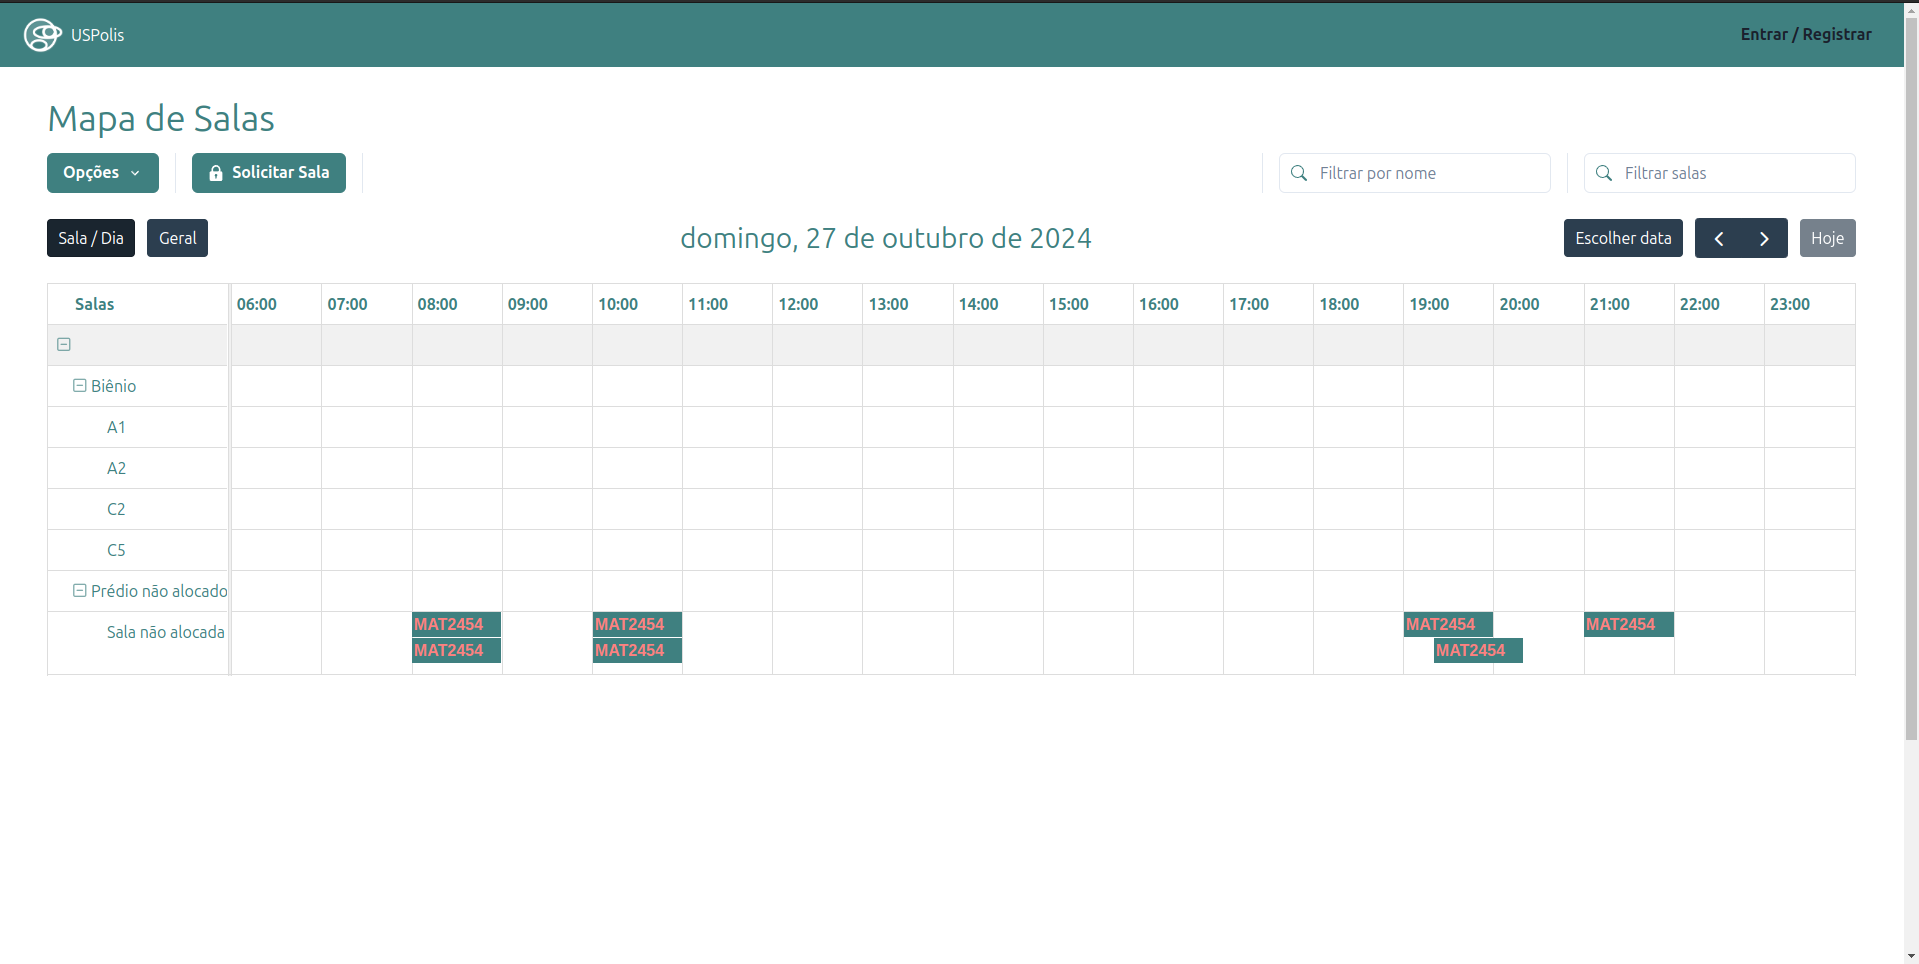 USPolis
Entrar / Registrar
Mapa de Salas
Opções
Solicitar Sala
Filtrar por nome
Filtrar salas
Sala / Dia
Geral
domingo, 27 de outubro de 2024
Escolher data
Hoje
Salas 06:00 07:00 08:00 09:00 10:00 11:00 12:00 13:00 14:00 15:00 16:00 17:00 18:00 19:00 20:00 21:00 22:00 23:00
Biênio
A1
A2
C2
C5
Prédio não alocado
Sala não alocada MAT2454 MAT2454 MAT2454 MAT2454
MAT2454 MAT2454 MAT2454